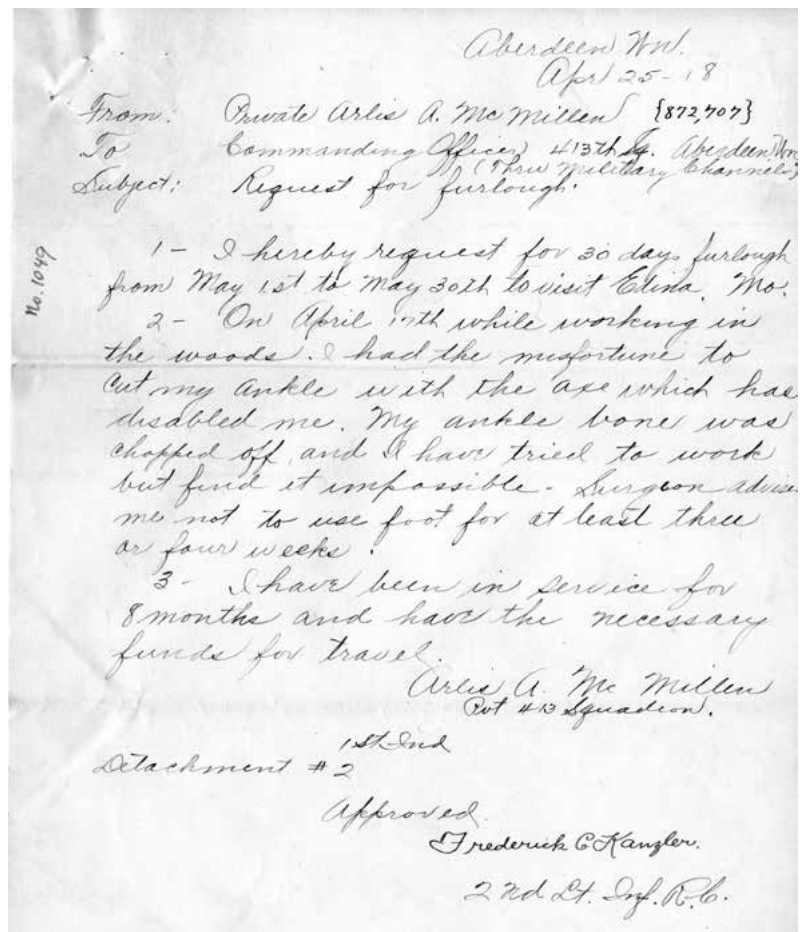 Aberdeen Wn.
Apr 25-18
From: Private Arlis A. McMillen {872,707}
To Commanding Officer 413th Sq. Aberdeen Wn
(Thru Military Channels)
Subject: Request for furlough.
No. 1049
1- I hereby request for 30 days furlough
from May 1st to May 30th to visit Edina, Mo.
2- On April 17th while working in
the woods. I had the misfortune to
cut my ankle with the axe which has
disabled me. My ankle bone was
chopped off, and I have tried to work
but find it impossible - Surgeon advise
me not to use foot for at least three
or four weeks.
3- I have been in service for
8 months and have the necessary
funds for travel.
Arlis A. Mc Millen
Pvt 413 Squadron.
1st Ind
Detachment #2
Approved
Frederick C Kanzler.
2nd Lt. Inf. R.C.